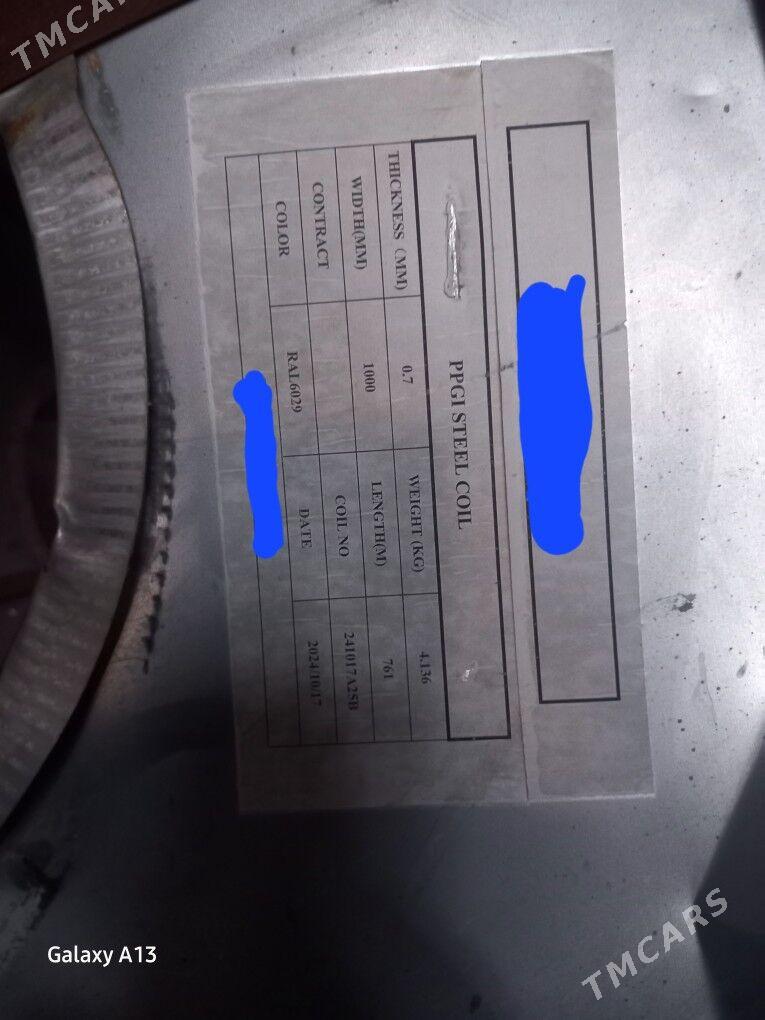 TMCARS
PPGI STEEL COIL
THICKNESS (MM) 0.7 WEIGHT (KG) 4.136
WIDTH(MM) 1000 LENGTH(M) 761
CONTRACT COIL NO 241017A2SB
COLOR RAL6029 DATE 2024/10/17
Galaxy A13
TMCARS